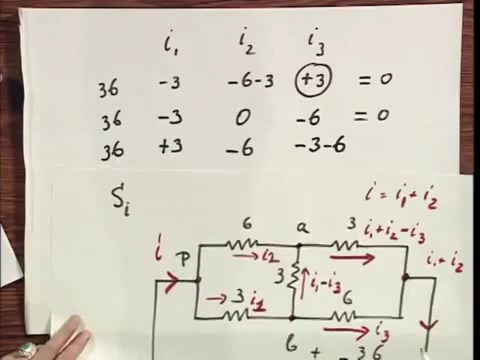 i₁ i₂ i₃
36 -3 -6-3 +3 = 0
36 -3 0 -6 = 0
36 +3 -6 -3-6
Sᵢ
i = i₁ + i₂
6 a 3 i₁+i₂-i₃
i P i₂ i₁+i₂
3 i₁-i₃
3 i₁ 6
b i₃
+ - 36